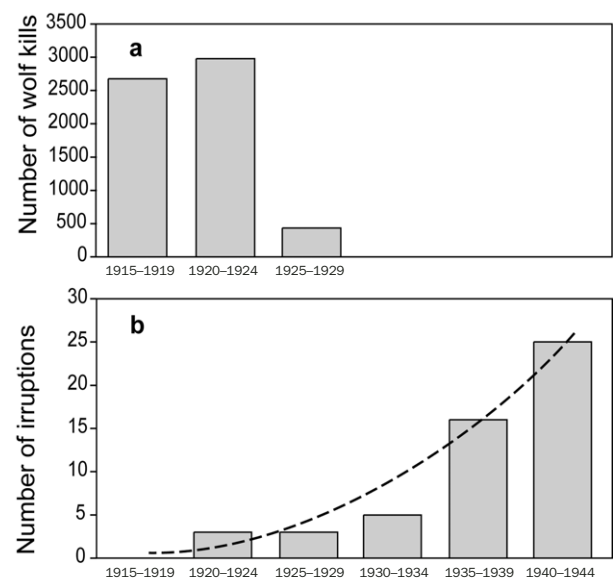 Number of wolf kills
3500
3000
2500
2000
1500
1000
500
0
a
1915–1919 1920–1924 1925–1929
Number of irruptions
30
25
20
15
10
5
0
b
1915–1919 1920–1924 1925–1929 1930–1934 1935–1939 1940–1944